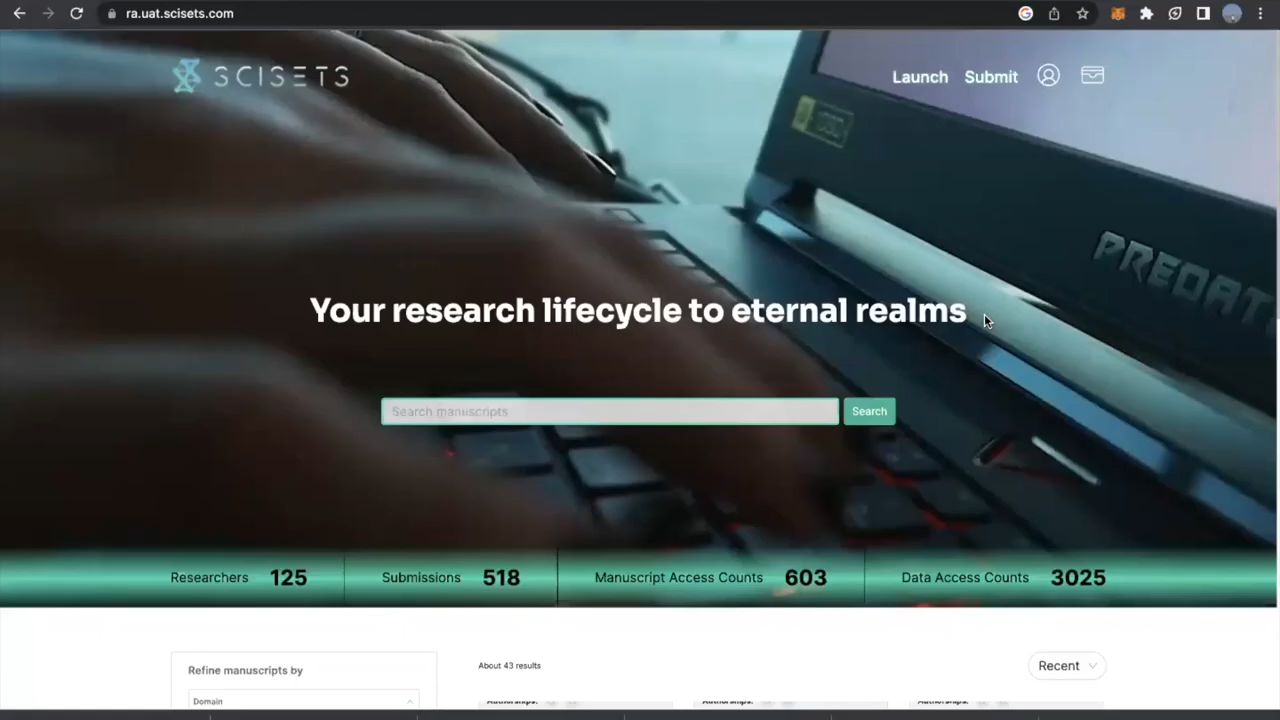 ra.uat.scisets.com
SCISETS
Launch Submit
PREDAT
Your research lifecycle to eternal realms
Search manuscripts Search
Researchers 125 Submissions 518 Manuscript Access Counts 603 Data Access Counts 3025
Refine manuscripts by
About 43 results
Recent
Domain